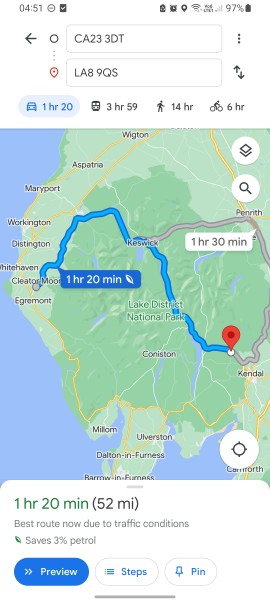 04:51 97%
CA23 3DT
LA8 9QS
1 hr 20 3 hr 59 14 hr 6 hr
Wigton
Aspatria
Maryport
Penrith
Workington
1 hr 30 min
Keswick
Distington
Whitehaven
Cleator Moor
1 hr 20 min
Egremont
Lake District
National Park
Coniston
Kendal
Millom
Ulverston
Dalton-in-Furness
Carnforth
Barrow-in-Furness
1 hr 20 min (52 mi)
Best route now due to traffic conditions
Saves 3% petrol
Preview Steps Pin